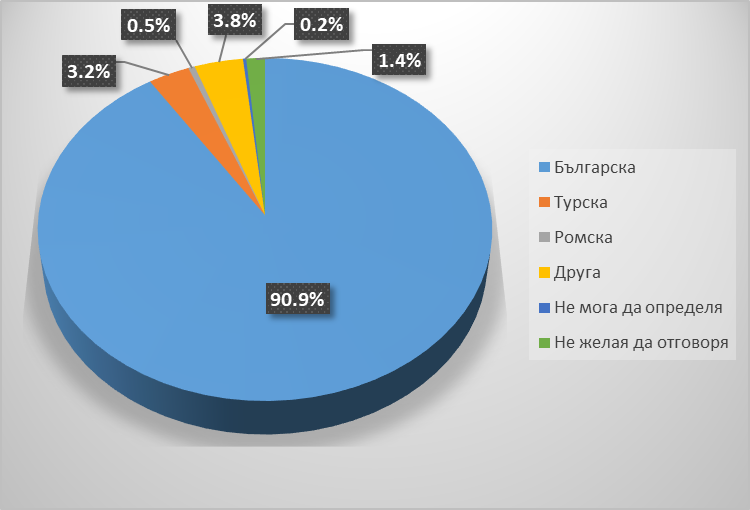 0.5%
3.8%
0.2%
3.2%
1.4%
90.9%
Българска
Турска
Ромска
Друга
Не мога да определя
Не желая да отговоря